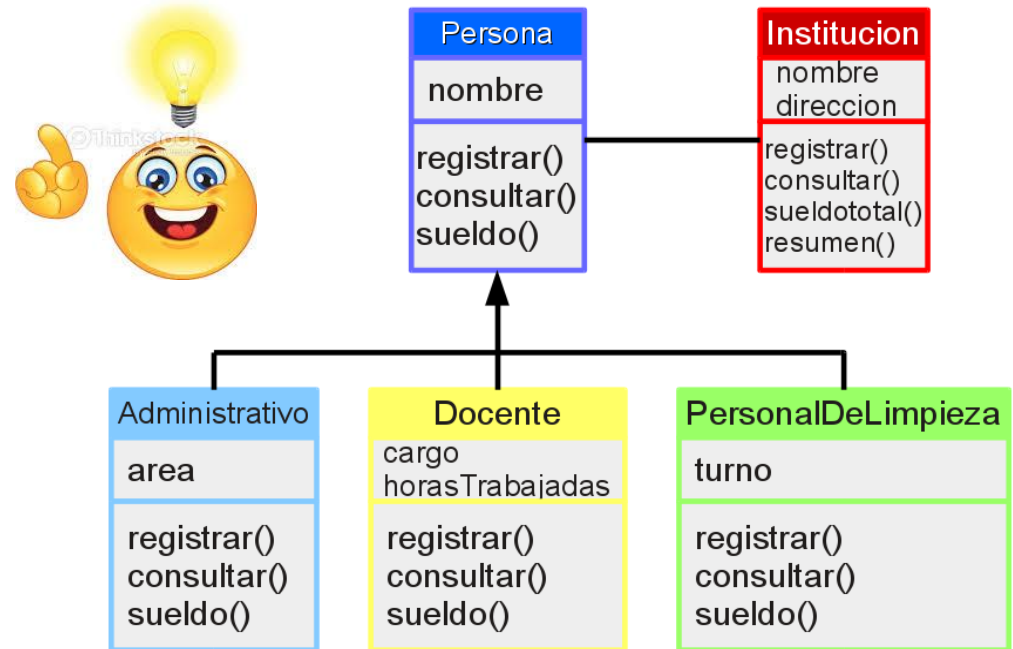 Persona
nombre
registrar()
consultar()
sueldo()
Institucion
nombre
direccion
registrar()
consultar()
sueldototal()
resumen()
©Thinkstock
Administrativo
area
registrar()
consultar()
sueldo()
Docente
cargo
horasTrabajadas
registrar()
consultar()
sueldo()
PersonalDeLimpieza
turno
registrar()
consultar()
sueldo()